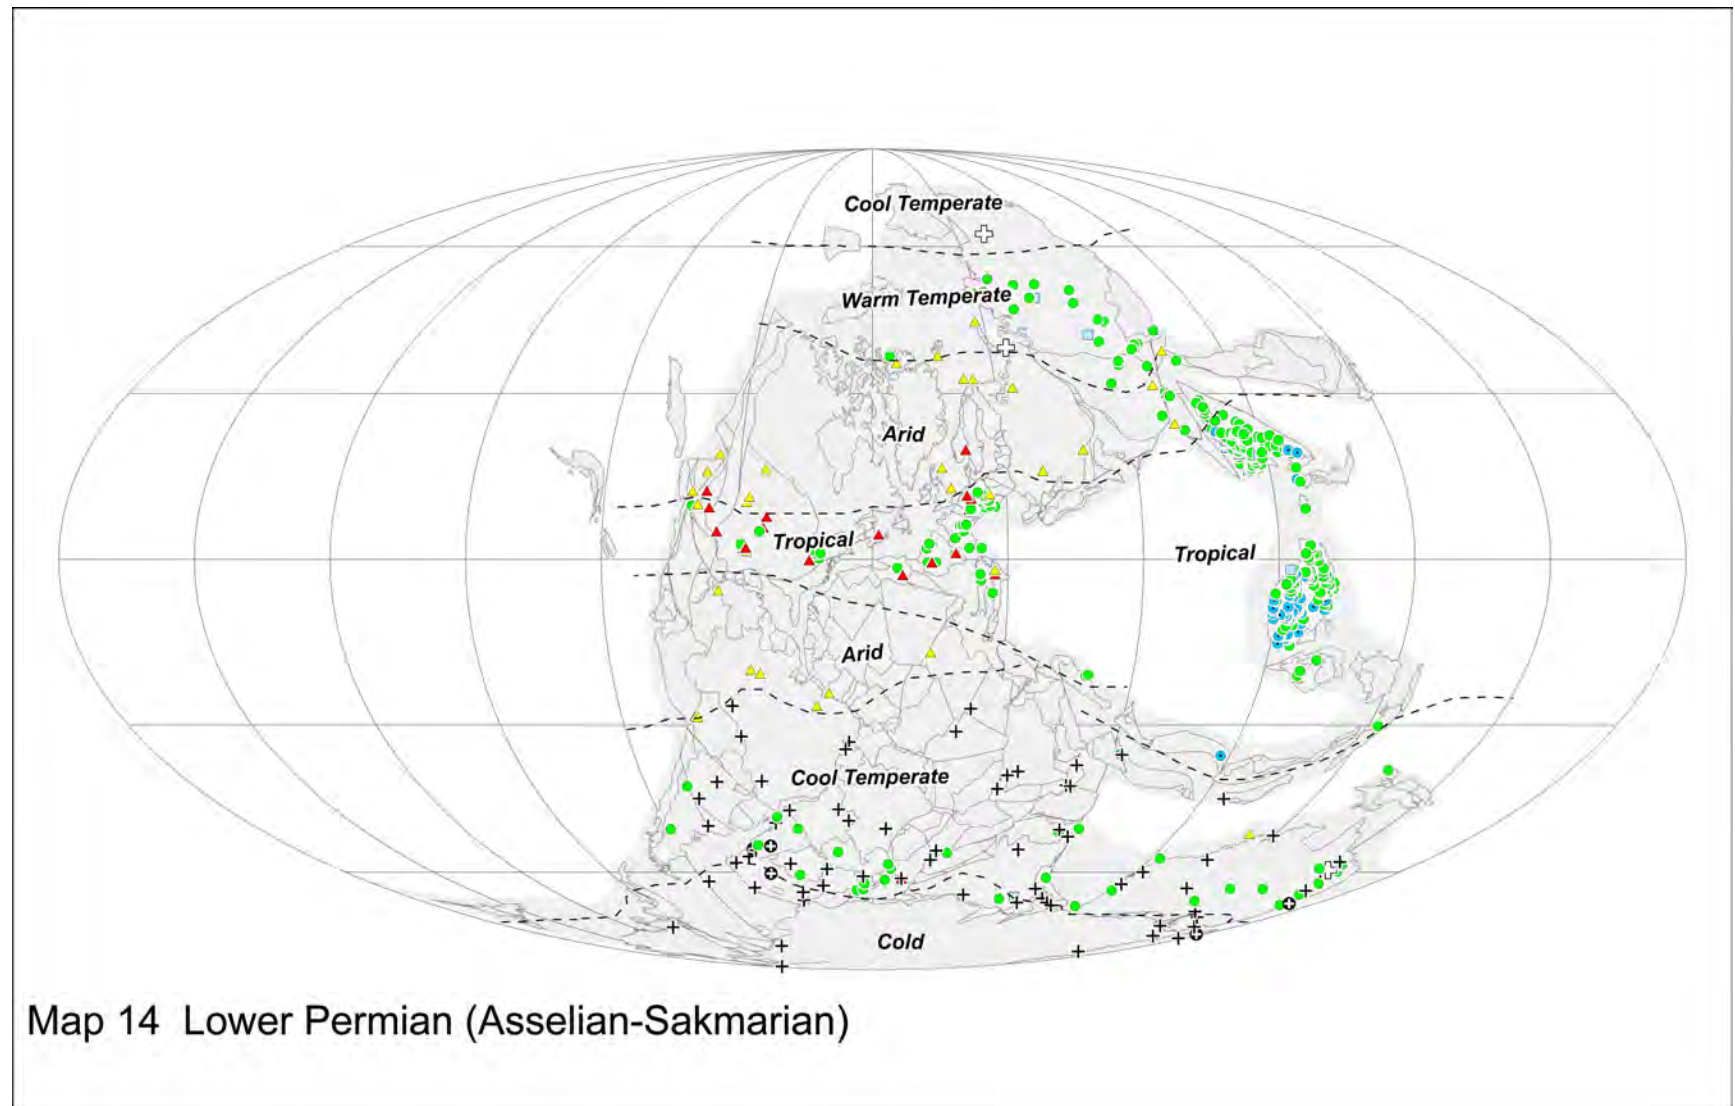 Cool Temperate
Warm Temperate
Arid
Tropical
Tropical
Arid
Cool Temperate
Cold
Map 14 Lower Permian (Asselian-Sakmarian)